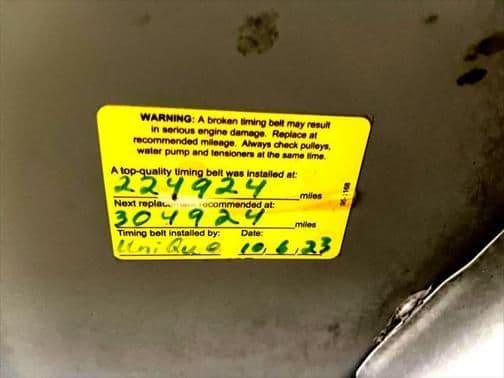 WARNING: A broken timing belt may result
in serious engine damage. Replace at
recommended mileage. Always check pulleys,
water pump and tensioners at the same time.
A top-quality timing belt was installed at:
224924 miles
Next recommended at:
304924 miles
Timing belt installed by: Date:
UniQue 10,6,23